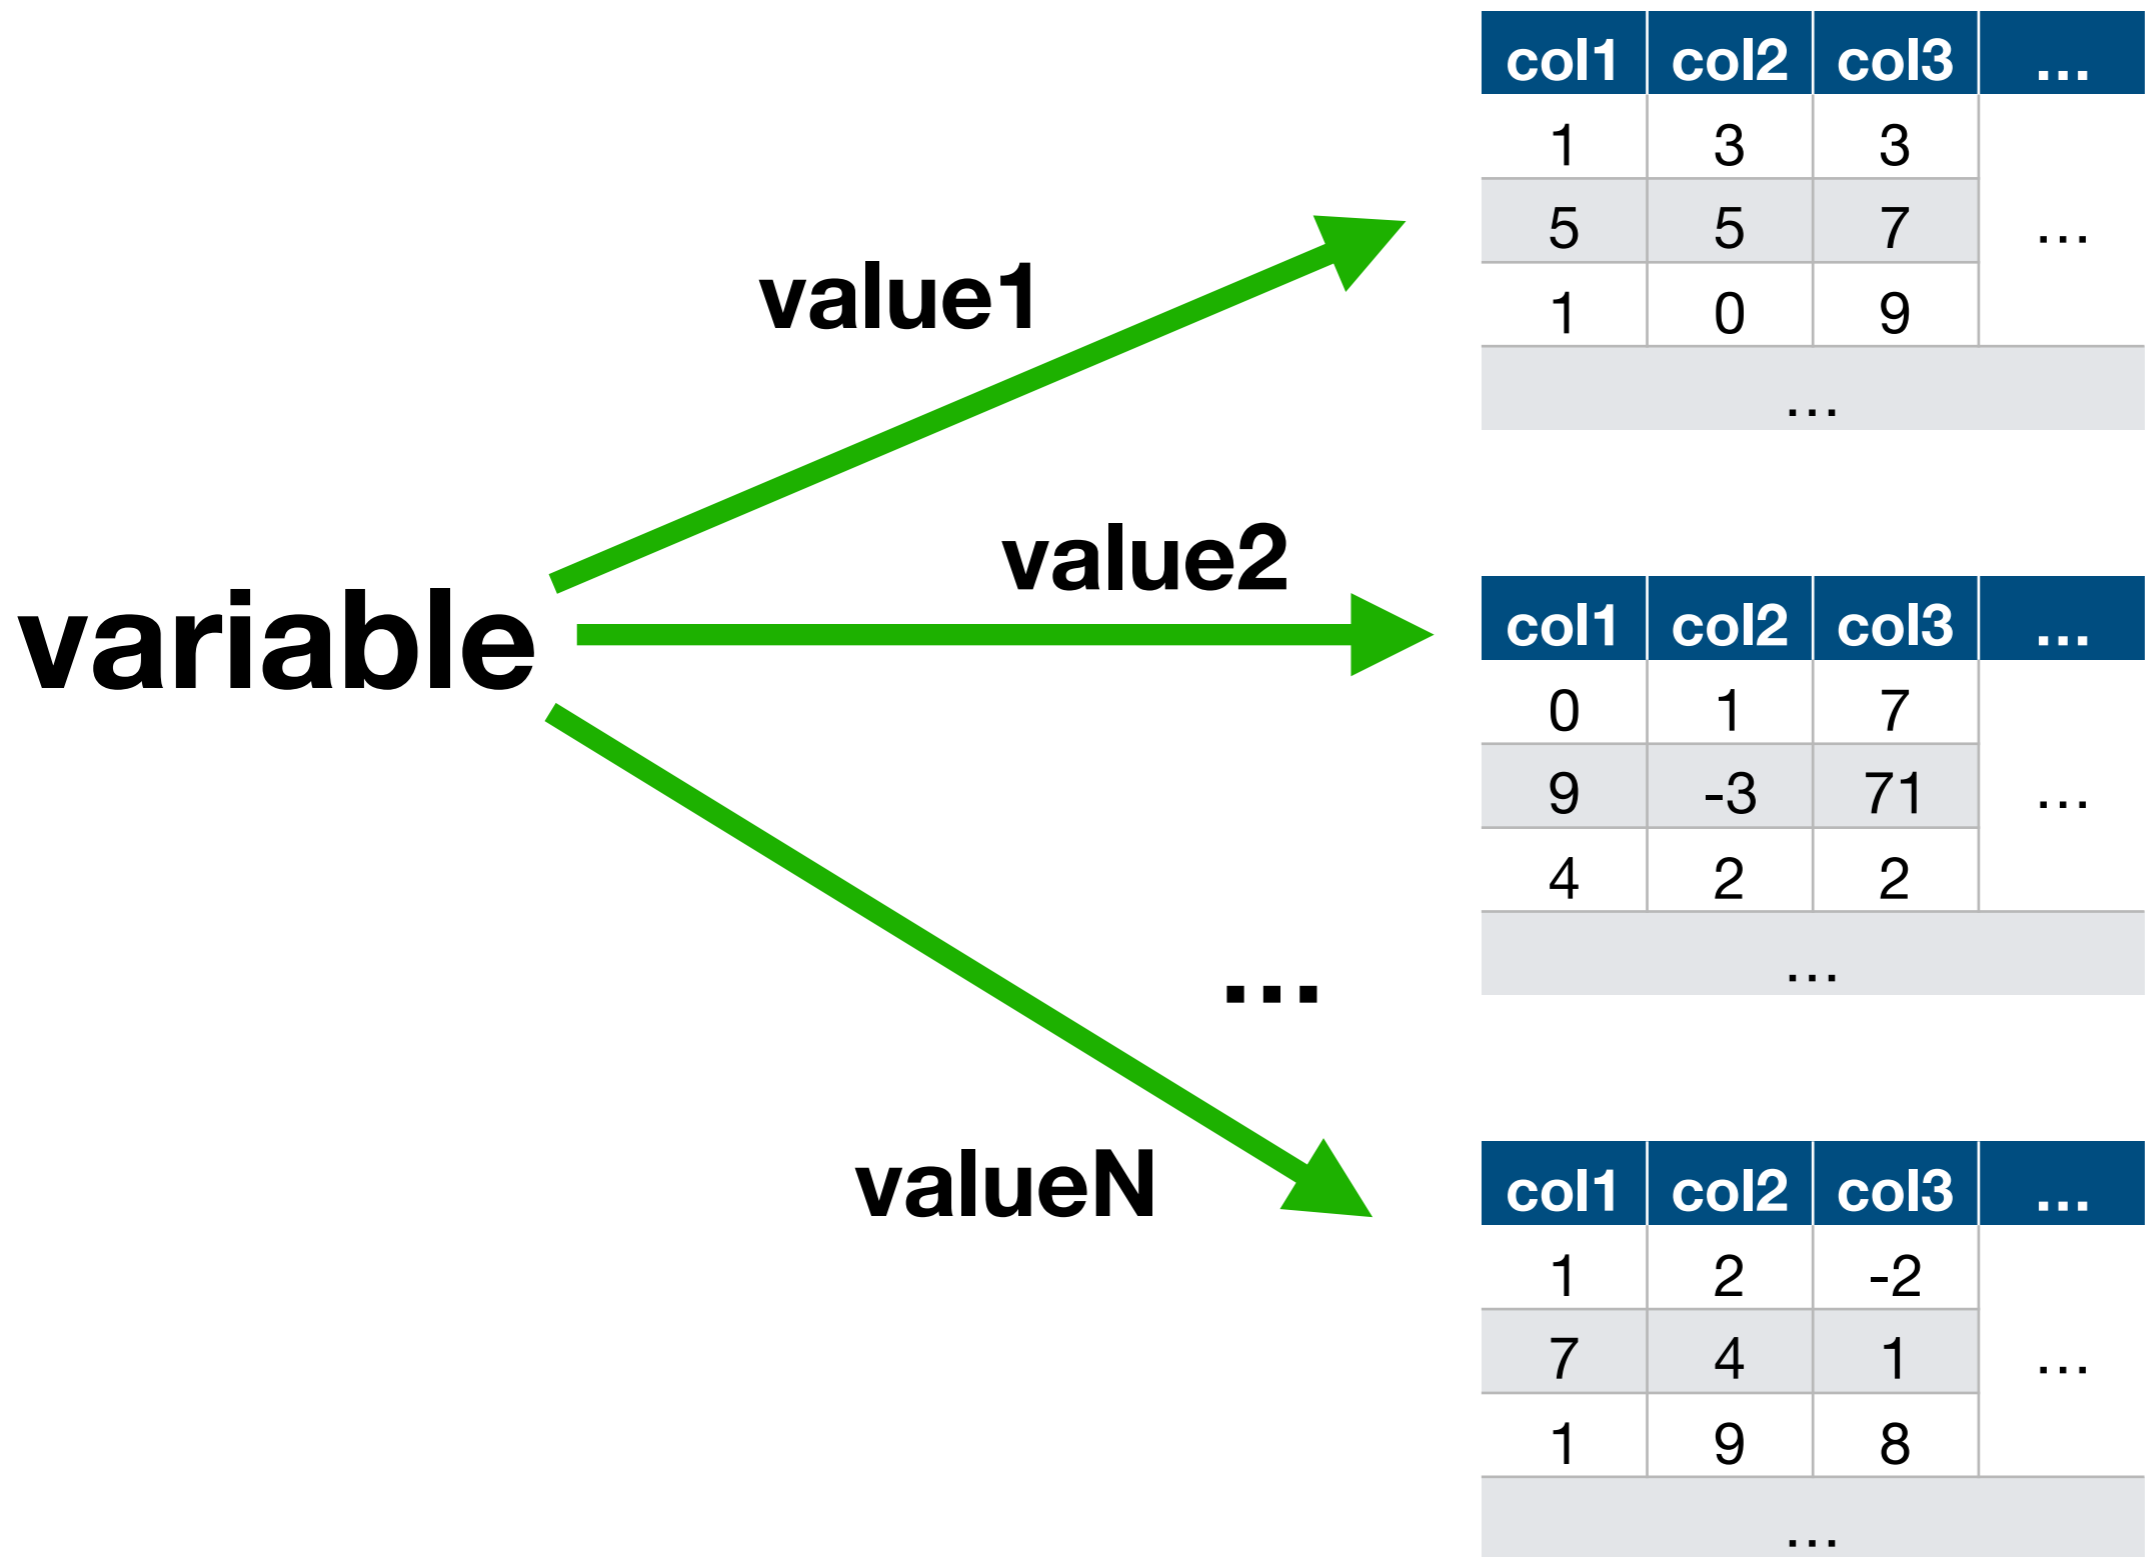 col1 col2 col3 ...
1 3 3
5 5 7 ...
1 0 9
...
value1
value2
variable
col1 col2 col3 ...
0 1 7
9 -3 71 ...
4 2 2
...
...
valueN
col1 col2 col3 ...
1 2 -2
7 4 1 ...
1 9 8
...